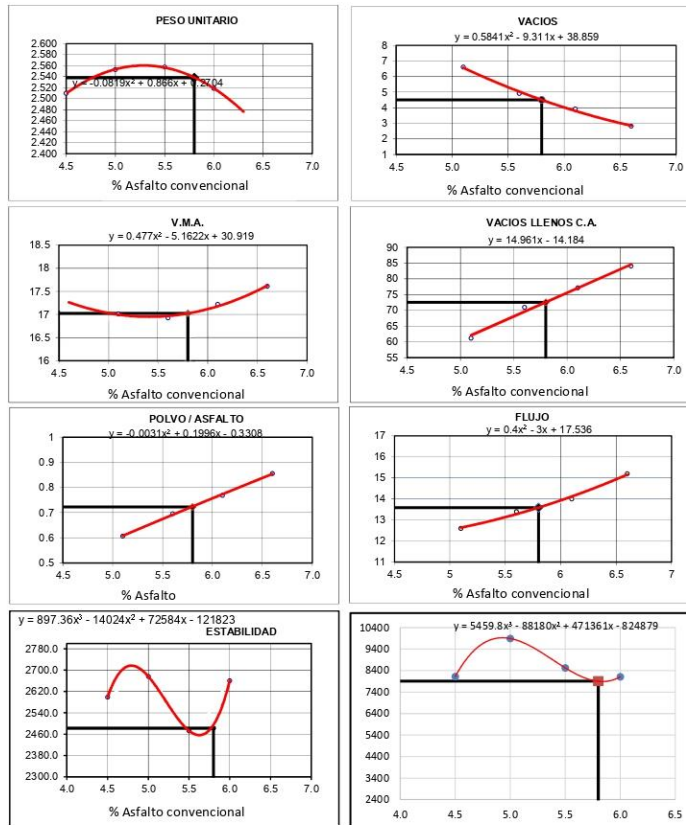 PESO UNITARIO
2.600
2.580
2.560
2.540
2.520
2.500
2.480
2.460
2.440
2.420
2.400
y = -0.0819x² + 0.866x + 0.2704
4.5 5.0 5.5 6.0 6.5 7.0
% Asfalto convencional
VACIOS
y = 0.5841x² - 9.311x + 38.859
8
7
6
5
4
3
2
1
4.5 5.0 5.5 6.0 6.5 7.0
% Asfalto convencional
V.M.A.
y = 0.477x² - 5.1622x + 30.919
18.5
18
17.5
17
16.5
16
4.5 5.0 5.5 6.0 6.5 7.0
% Asfalto convencional
VACIOS LLENOS C.A.
y = 14.961x - 14.184
90
85
80
75
70
65
60
55
4.5 5.0 5.5 6.0 6.5 7.0
% Asfalto convencional
POLVO / ASFALTO
y = -0.0031x² + 0.1996x - 0.3308
1
0.9
0.8
0.7
0.6
0.5
4.5 5.0 5.5 6.0 6.5 7.0
% Asfalto
FLUJO
y = 0.4x² - 3x + 17.536
17
16
15
14
13
12
11
4.5 5.0 5.5 6.0 6.5 7.0
% Asfalto convencional
y = 897.36x³ - 14024x² + 72584x - 121823
ESTABILIDAD
2780.0
2700.0
2620.0
2540.0
2460.0
2380.0
2300.0
4.0 4.5 5.0 5.5 6.0 6.5 7.0
% Asfalto convencional
y = 5459.8x³ - 88180x² + 471361x - 824879
10400
9400
8400
7400
6400
5400
4400
3400
2400
4.0 4.5 5.0 5.5 6.0 6.5